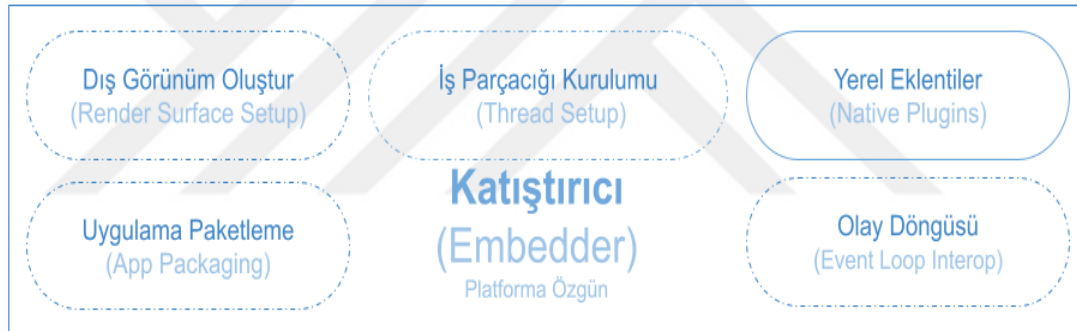 Dış Görünüm Oluştur
(Render Surface Setup)
İş Parçacığı Kurulumu
(Thread Setup)
Yerel Eklentiler
(Native Plugins)
Katıştırıcı
(Embedder)
Platforma Özgün
Uygulama Paketleme
(App Packaging)
Olay Döngüsü
(Event Loop Interop)